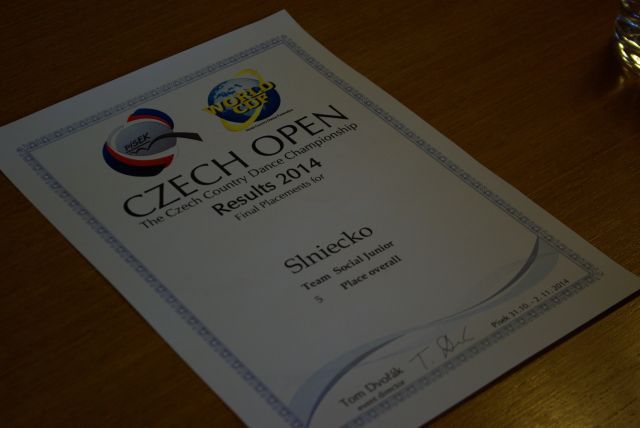 PÍSEK
WORLD
CUP
CZECH OPEN
The Czech Country Dance Championship
Results 2014
Final Placements for
Slniecko
Team Social Junior
5 Place overall
T.
Tom Dvořák
event director
Písek 31.10. - 2.11. 2014